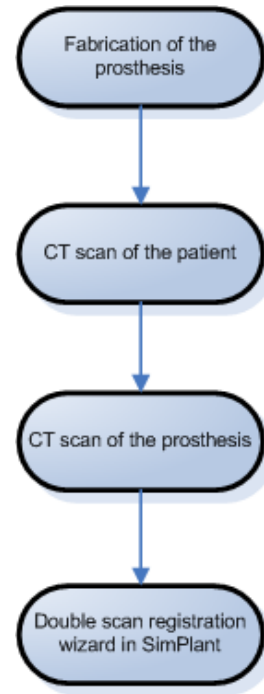 Fabrication of the
prosthesis
CT scan of the patient
CT scan of the prosthesis
Double scan registration
wizard in SimPlant